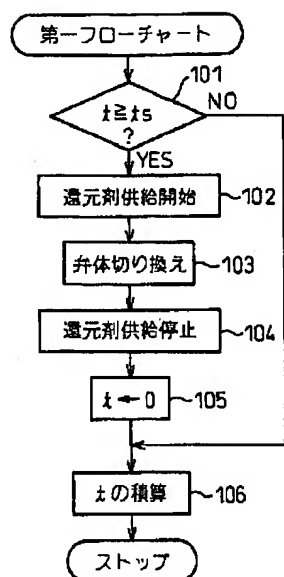 第一フローチャート
101
t≧ts
?
NO
YES
還元剤供給開始
102
弁体切り換え
103
還元剤供給停止
104
t←0
105
tの積算
106
ストップ